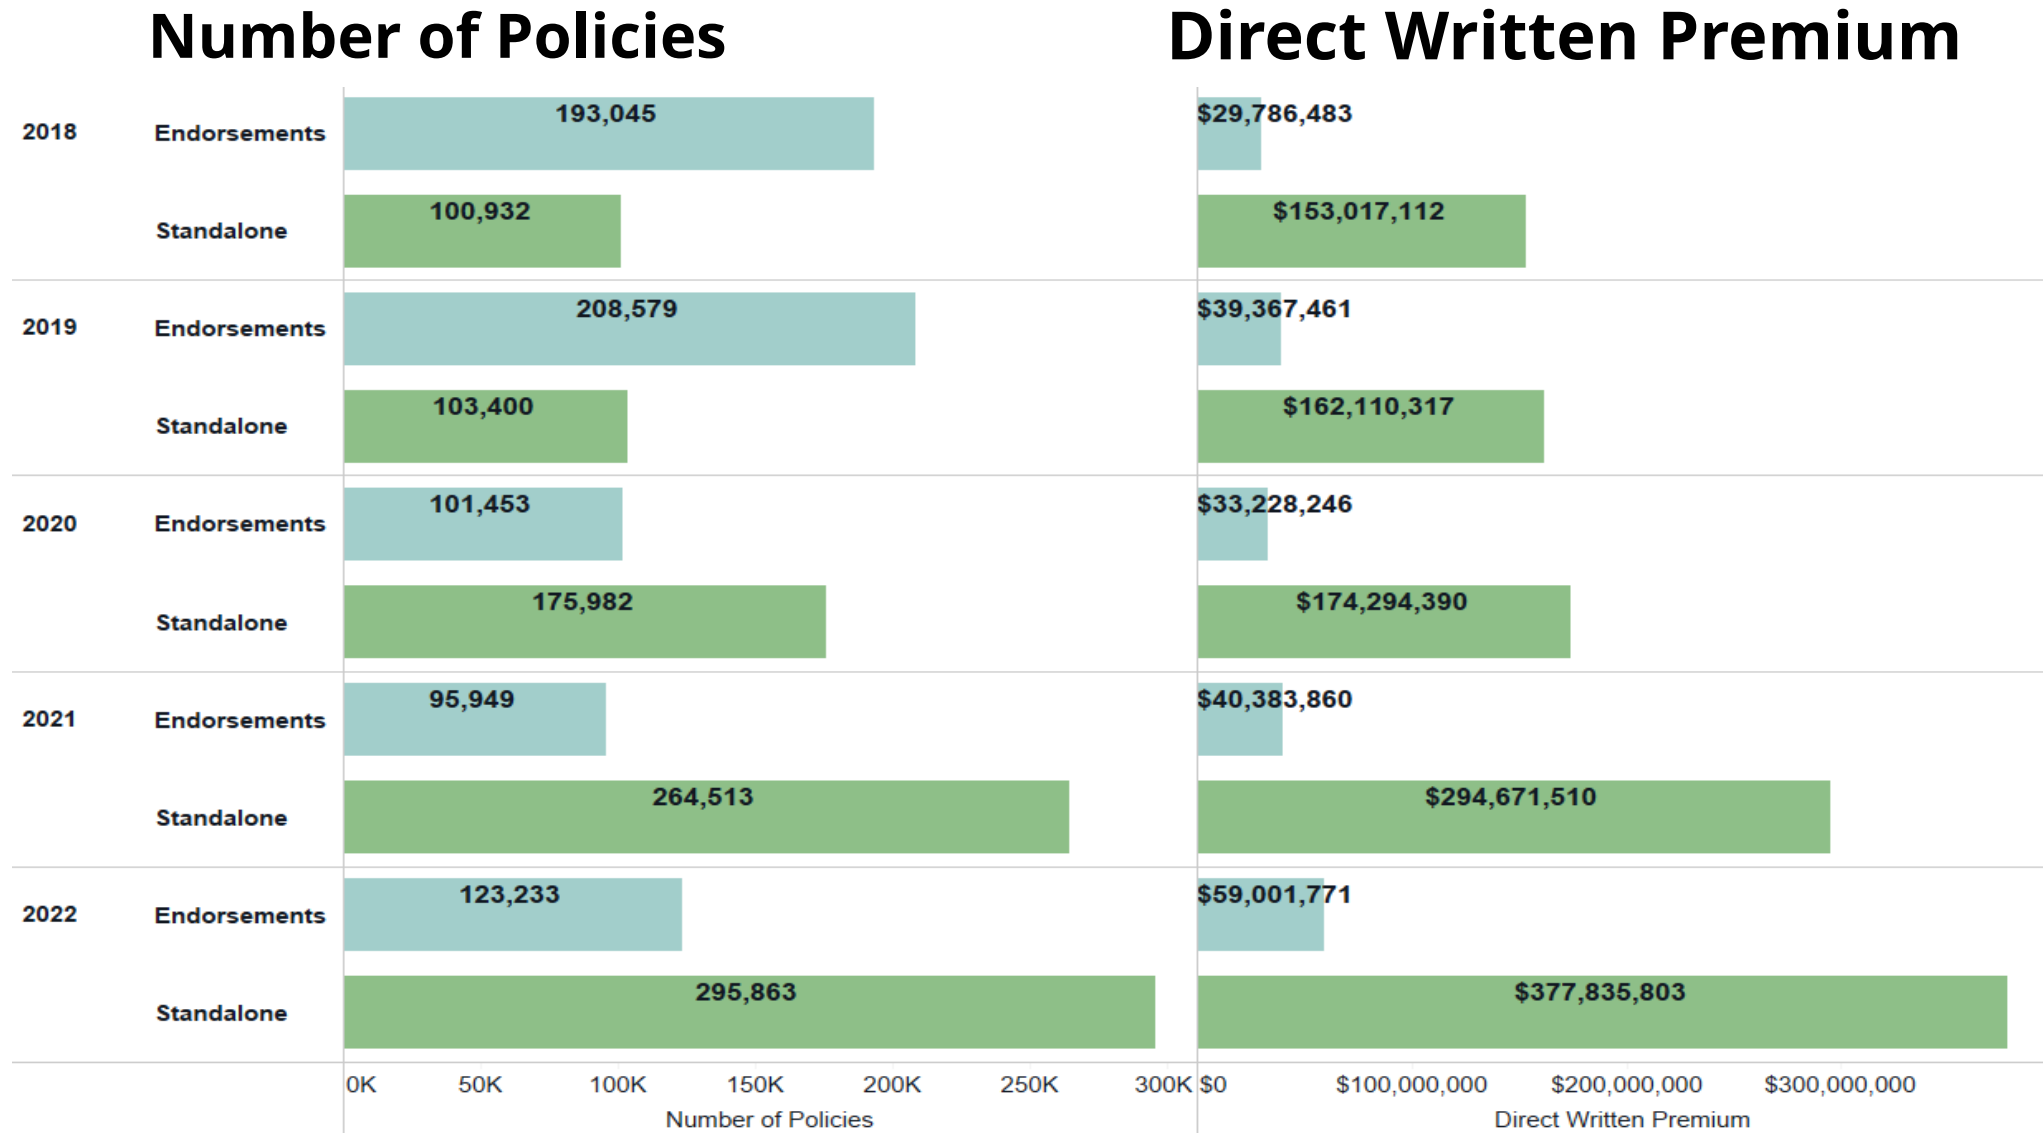 Number of Policies
Direct Written Premium
2018
Endorsements
193,045
$29,786,483
Standalone
100,932
$153,017,112
2019
Endorsements
208,579
$39,367,461
Standalone
103,400
$162,110,317
2020
Endorsements
101,453
$33,228,246
Standalone
175,982
$174,294,390
2021
Endorsements
95,949
$40,383,860
Standalone
264,513
$294,671,510
2022
Endorsements
123,233
$59,001,771
Standalone
295,863
$377,835,803
0K 50K 100K 150K 200K 250K 300K
$0 $100,000,000 $200,000,000 $300,000,000
Number of Policies
Direct Written Premium